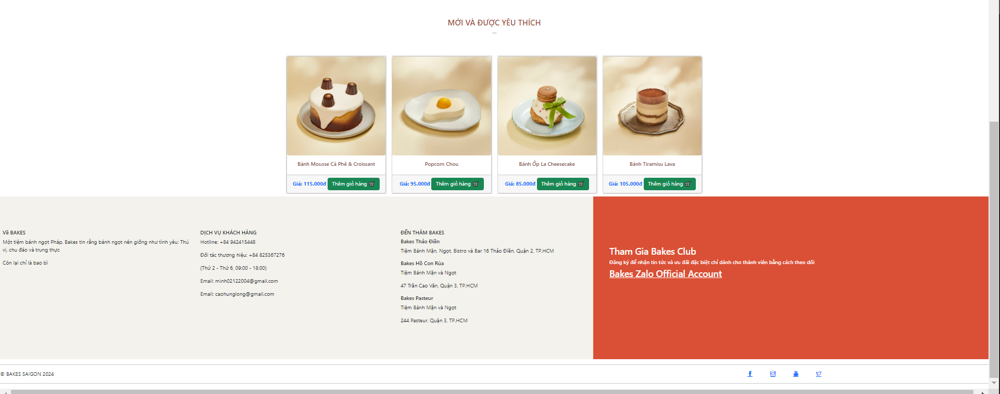 MỚI VÀ ĐƯỢC YÊU THÍCH
Bánh Mousse Cà Phê & Croissant
Giá: 115.000đ Thêm giỏ hàng
Popcorn Chou
Giá: 95.000đ Thêm giỏ hàng
Bánh Ốp La Cheesecake
Giá: 85.000đ Thêm giỏ hàng
Bánh Tiramisu Lava
Giá: 105.000đ Thêm giỏ hàng
Về BAKES
Một tiệm bánh ngọt Pháp. Bakes tin rằng bánh ngọt nên giống như tình yêu: Thú
vị, chu đáo và trung thực
Còn lại chỉ là bao bì
DỊCH VỤ KHÁCH HÀNG
Hotline: +84 942415448
Đối tác thương hiệu: +84 825367276
(Thứ 2 - Thứ 6, 09:00 - 18:00)
Email: minh02122004@gmail.com
Email: caohunglong@gmail.com
ĐẾN THĂM BAKES
Bakes Thảo Điền
Tiệm Bánh Mặn, Ngọt, Bistro và Bar 16 Thảo Điền, Quận 2, TP.HCM
Bakes Hồ Con Rùa
Tiệm Bánh Mặn và Ngọt
47 Trần Cao Vân, Quận 3, TP.HCM
Bakes Pasteur
Tiệm Bánh Mặn và Ngọt
244 Pasteur, Quận 3, TP.HCM
Tham Gia Bakes Club
Đăng ký để nhận tin tức và ưu đãi đặc biệt chỉ dành cho thành viên bằng cách theo dõi
Bakes Zalo Official Account
© BAKES SAIGON 2024